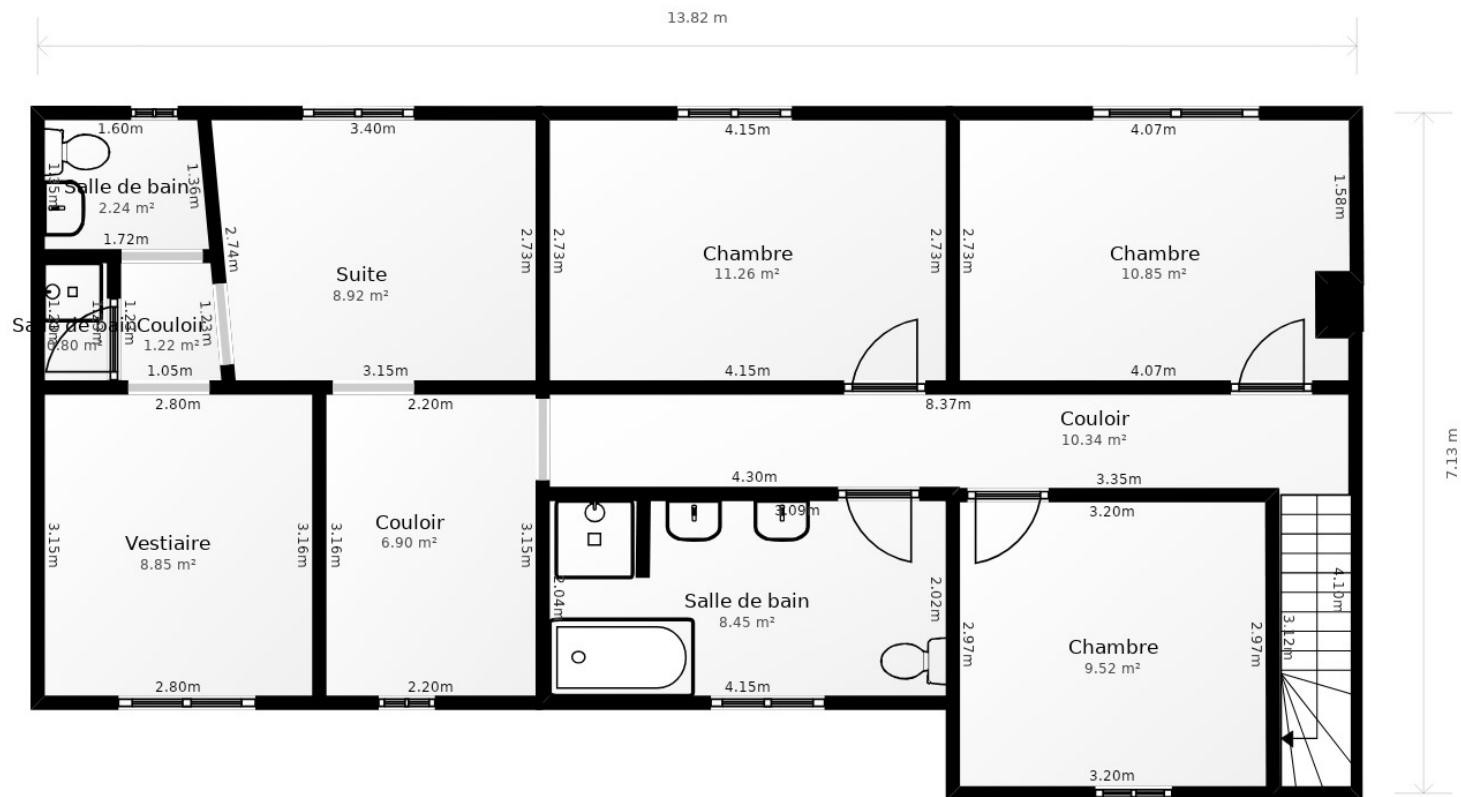 13.82 m
1.60m
3.40m
4.15m
4.07m
1.36m
1.58m
Salle de bain
2.24 m²
1.72m
2.74m
2.73m
2.73m
2.73m
2.73m
Suite
8.92 m²
Chambre
11.26 m²
Chambre
10.85 m²
Couloir
1.22 m²
1.23m
1.05m
3.15m
4.15m
4.07m
2.80m
2.20m
8.37m
Couloir
10.34 m²
7.13 m
4.30m
3.35m
3.09m
3.20m
3.15m
Vestiaire
8.85 m²
3.16m
3.16m
Couloir
6.90 m²
3.15m
2.04m
Salle de bain
8.45 m²
2.02m
2.97m
Chambre
9.52 m²
2.97m
3.12m
4.10m
2.80m
2.20m
4.15m
3.20m